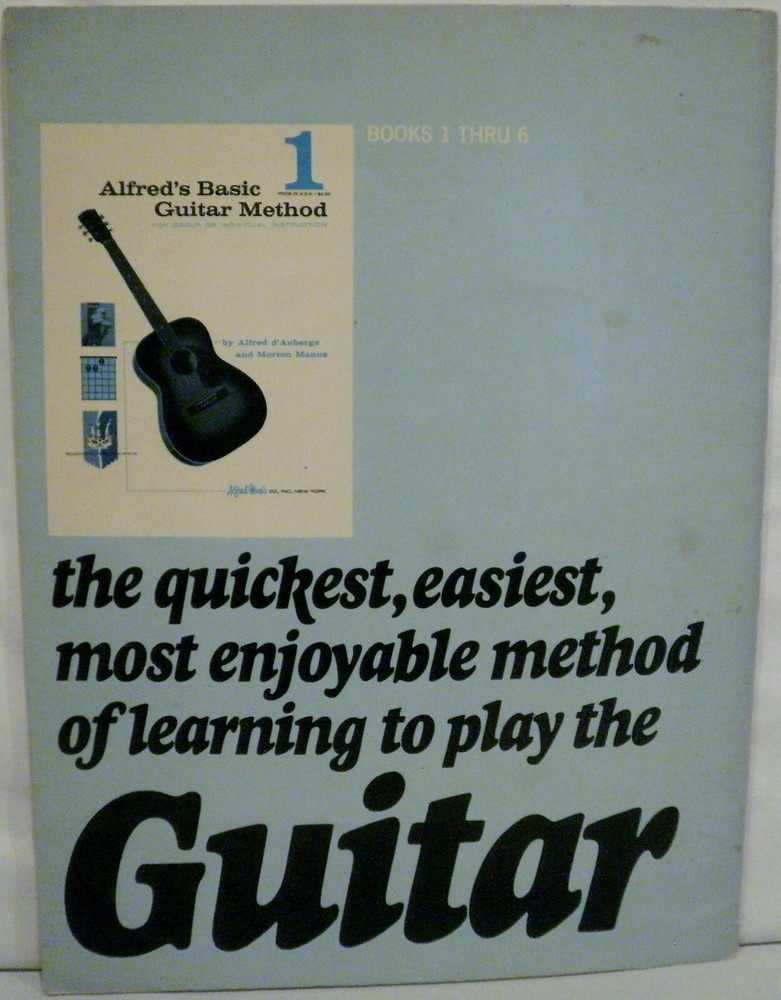 BOOKS 1 THRU 6
1
Alfred's Basic
Guitar Method
FOR GROUP OR INDIVIDUAL INSTRUCTION
by Alfred d'Auberge
and Morton Manus
Alfred Music CO., INC. NEW YORK
the quickest, easiest,
most enjoyable method
of learning to play the
Guitar